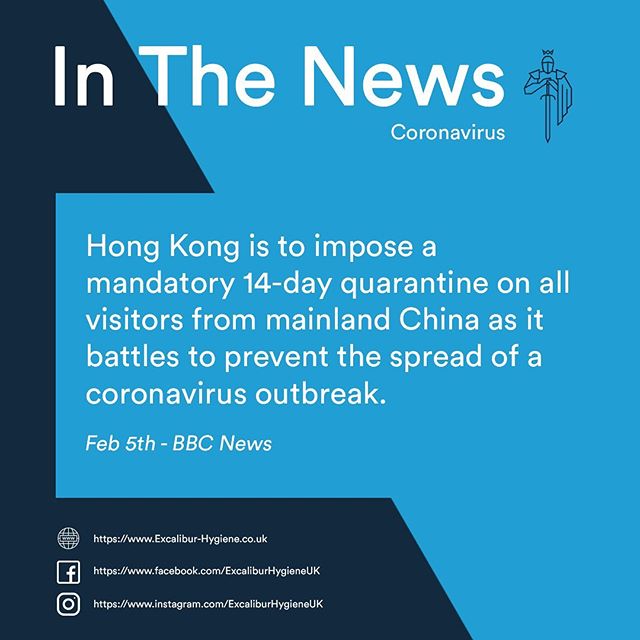 In The News
Coronavirus
Hong Kong is to impose a
mandatory 14-day quarantine on all
visitors from mainland China as it
battles to prevent the spread of a
coronavirus outbreak.
Feb 5th - BBC News
https://www.Excalibur-Hygiene.co.uk
https://www.facebook.com/ExcaliburHygieneUK
https://www.instagram.com/ExcaliburHygieneUK